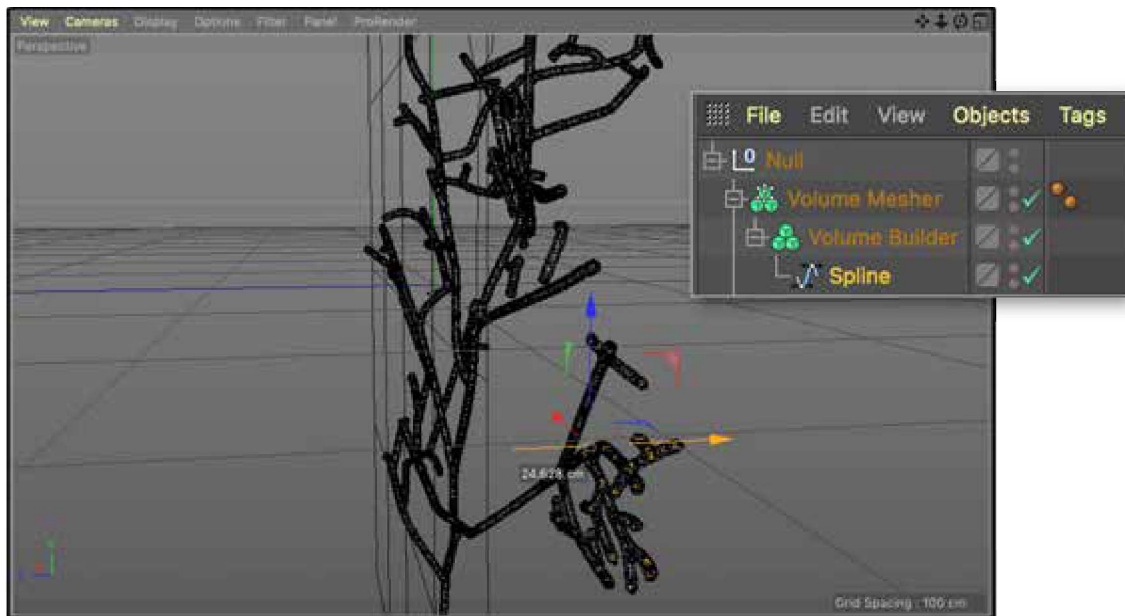 View Cameras Display Options Filter Panel ProRender
Perspective
File Edit View Objects Tags
0 Null
Volume Mesher
Volume Builder
Spline
24.628 cm
Grid Spacing : 100 cm